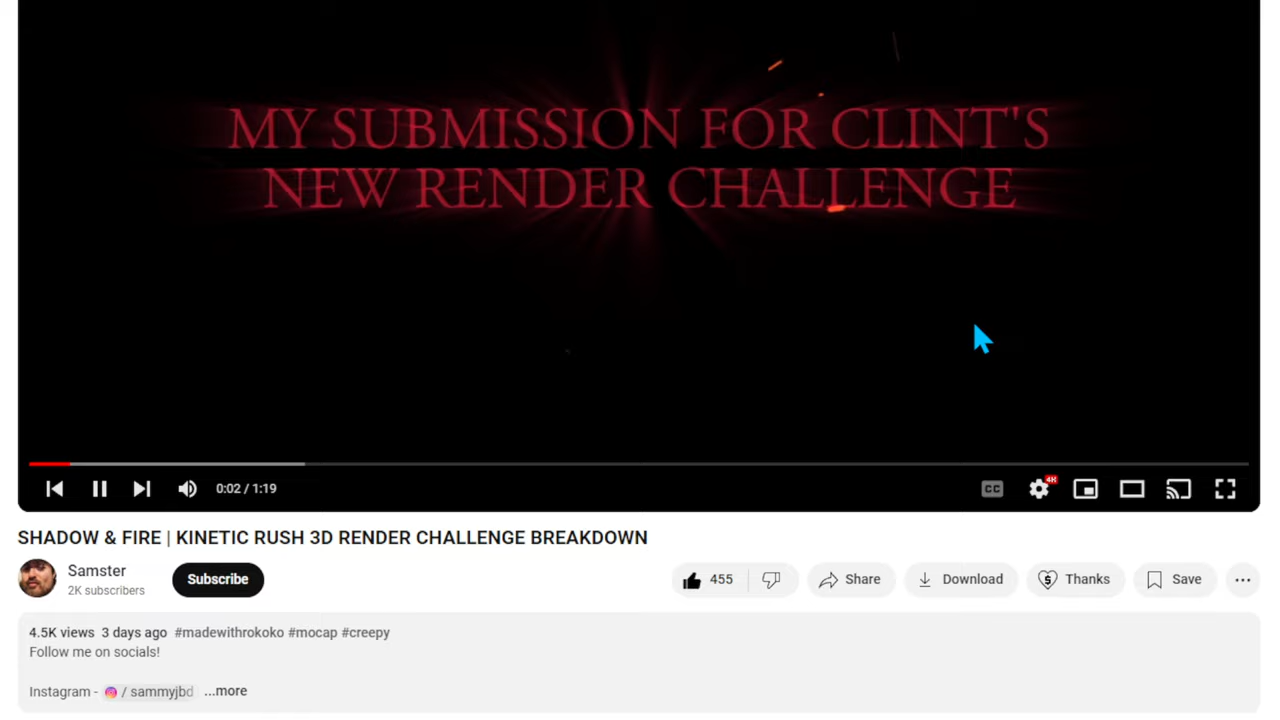 MY SUBMISSION FOR CLINT'S
NEW RENDER CHALLENGE
0:02 / 1:19
CC
4K
SHADOW & FIRE | KINETIC RUSH 3D RENDER CHALLENGE BREAKDOWN
Samster
2K subscribers
Subscribe
455
Share
Download
Thanks
Save
4.5K views 3 days ago #madewithrokoko #mocap #creepy
Follow me on socials!
Instagram - / sammyjbd ...more